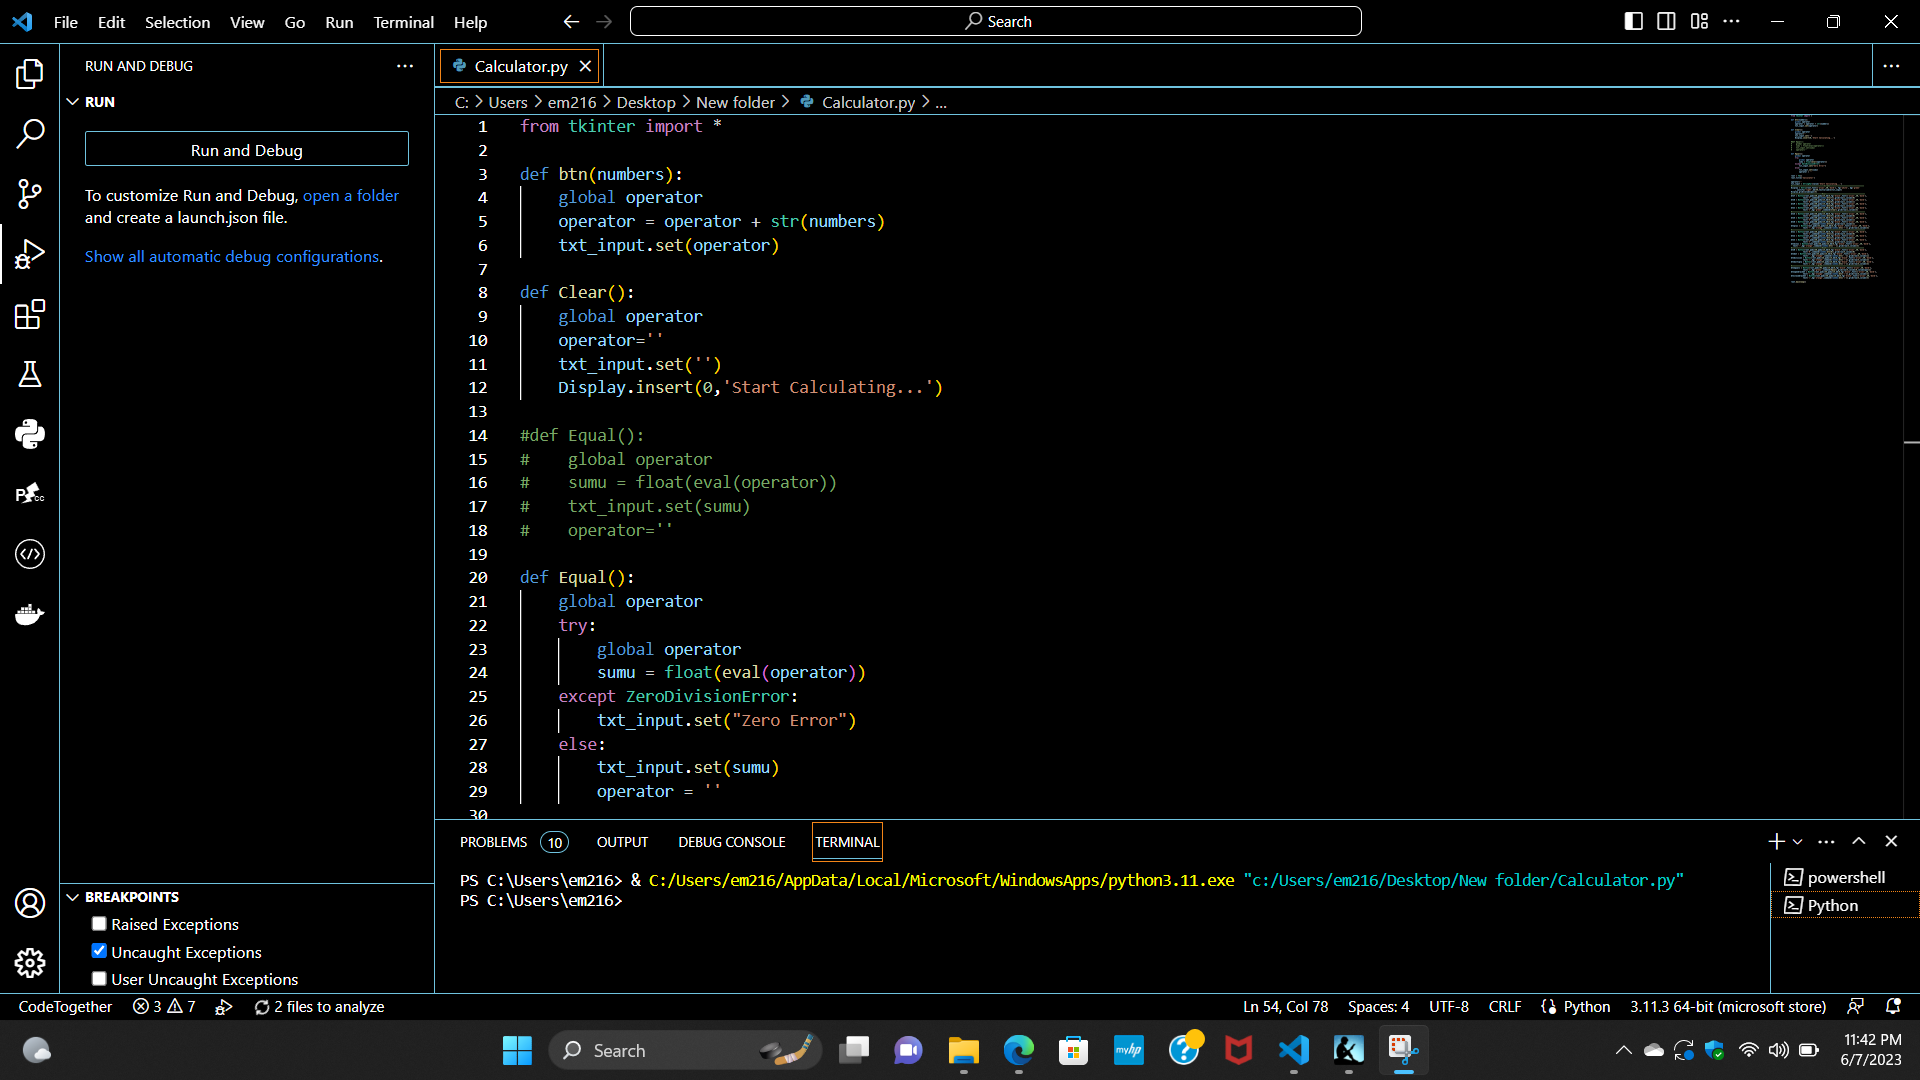 File Edit Selection View Go Run Terminal Help
Search
RUN AND DEBUG
RUN
Run and Debug
To customize Run and Debug, open a folder
and create a launch.json file.
Show all automatic debug configurations.
Calculator.py
C: > Users > em216 > Desktop > New folder > Calculator.py > ...
1 from tkinter import *
2
3 def btn(numbers):
4 global operator
5 operator = operator + str(numbers)
6 txt_input.set(operator)
7
8 def Clear():
9 global operator
10 operator=''
11 txt_input.set('')
12 Display.insert(0,'Start Calculating...')
13
14 #def Equal():
15 # global operator
16 # sumu = float(eval(operator))
17 # txt_input.set(sumu)
18 # operator=''
19
20 def Equal():
21 global operator
22 try:
23 global operator
24 sumu = float(eval(operator))
25 except ZeroDivisionError:
26 txt_input.set("Zero Error")
27 else:
28 txt_input.set(sumu)
29 operator = ''
30
PROBLEMS 10 OUTPUT DEBUG CONSOLE TERMINAL
PS C:\Users\em216> & C:/Users/em216/AppData/Local/Microsoft/WindowsApps/python3.11.exe "c:/Users/em216/Desktop/New folder/Calculator.py"
PS C:\Users\em216>
powershell
Python
BREAKPOINTS
Raised Exceptions
Uncaught Exceptions
User Uncaught Exceptions
CodeTogether 3 7 2 files to analyze
Ln 54, Col 78 Spaces: 4 UTF-8 CRLF Python 3.11.3 64-bit (microsoft store)
Search
myhp
11:42 PM
6/7/2023